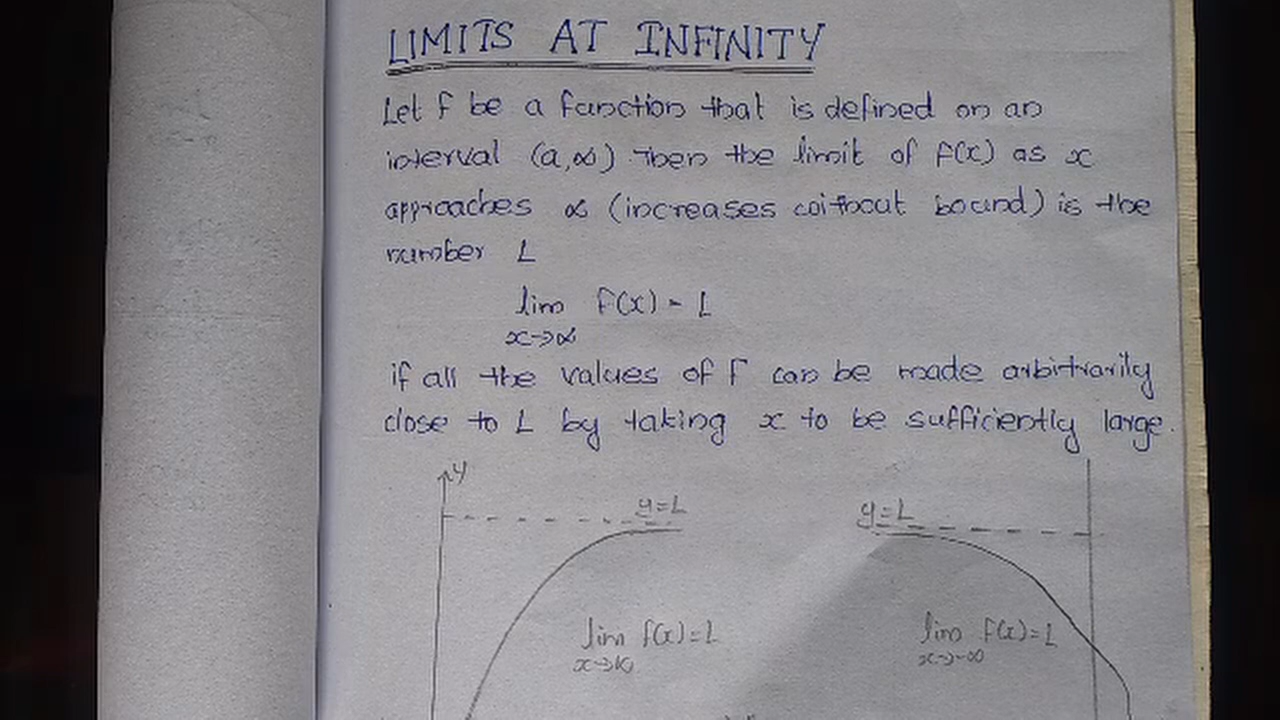 LIMITS AT INFINITY
Let f be a function that is defined on an
interval (a,∞) Then the limit of f(x) as x
approaches ∞ (increases without bound) is the
number L
lim f(x) = L
x→∞
if all the values of f can be made arbitrarily
close to L by taking x to be sufficiently large.
y
y=L
y=L
lim f(x)=L
x→∞
lim f(x)=L
x→-∞